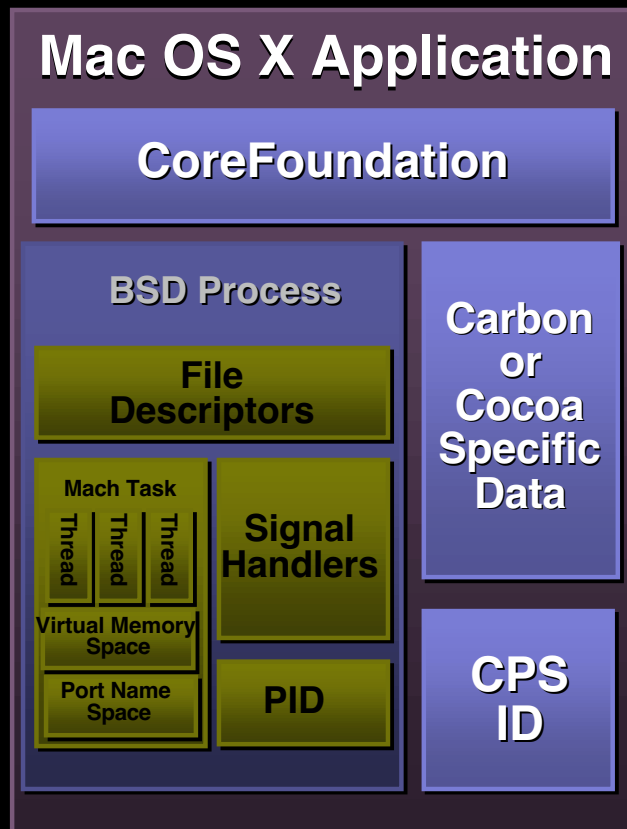 Mac OS X Application
CoreFoundation
BSD Process
File
Descriptors
Mach Task
Thread
Thread
Thread
Virtual Memory
Space
Port Name
Space
Signal
Handlers
PID
Carbon
or
Cocoa
Specific
Data
CPS
ID